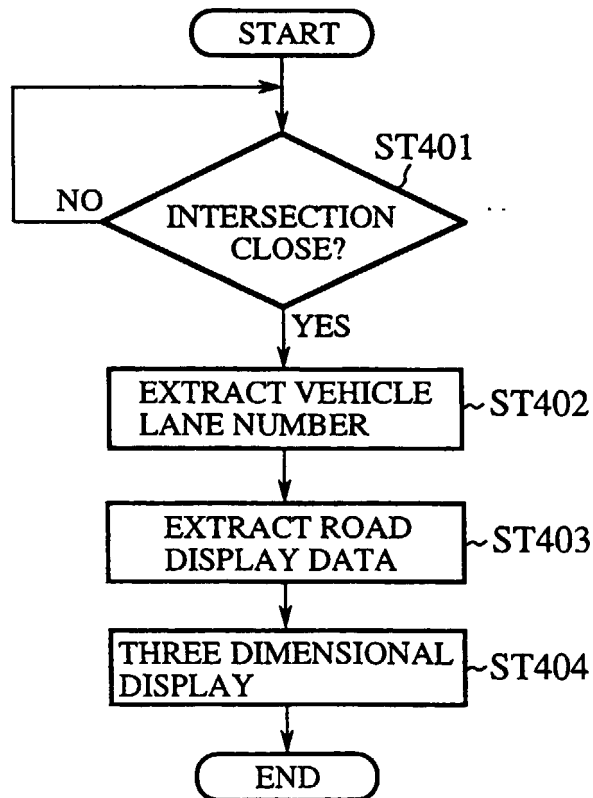 START
ST401
NO
INTERSECTION
CLOSE?
YES
EXTRACT VEHICLE
LANE NUMBER
ST402
EXTRACT ROAD
DISPLAY DATA
ST403
THREE DIMENSIONAL
DISPLAY
ST404
END